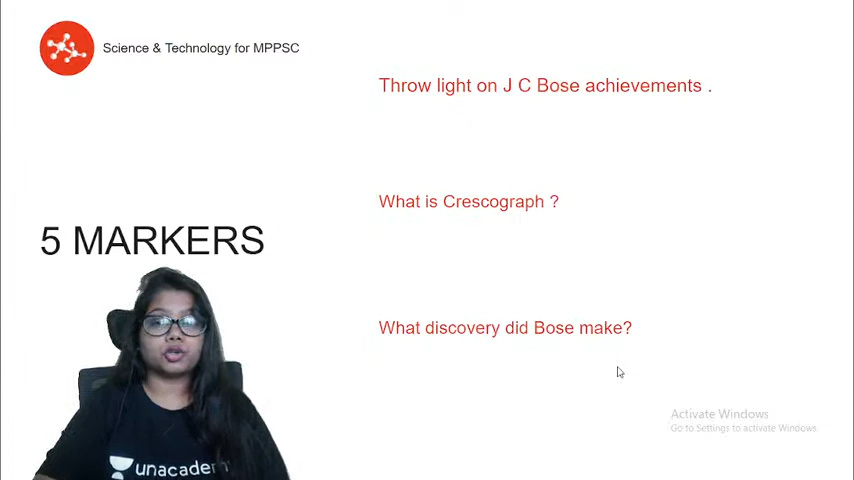 Science & Technology for MPPSC
Throw light on J C Bose achievements .
What is Crescograph ?
5 MARKERS
What discovery did Bose make?
Activate Windows
Go to Settings to activate Windows.
unacademy